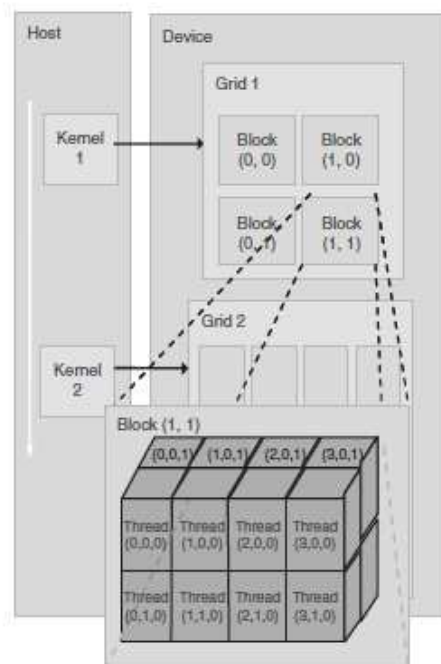 Host
Device
Grid 1
Kernel
1
Block
(0, 0)
Block
(1, 0)
Block
(0, 1)
Block
(1, 1)
Grid 2
Kernel
2
Block (1, 1)
(0,0,1) (1,0,1) (2,0,1) (3,0,1)
Thread Thread Thread Thread
(0,0,0) (1,0,0) (2,0,0) (3,0,0)
Thread Thread Thread Thread
(0,1,0) (1,1,0) (2,1,0) (3,1,0)